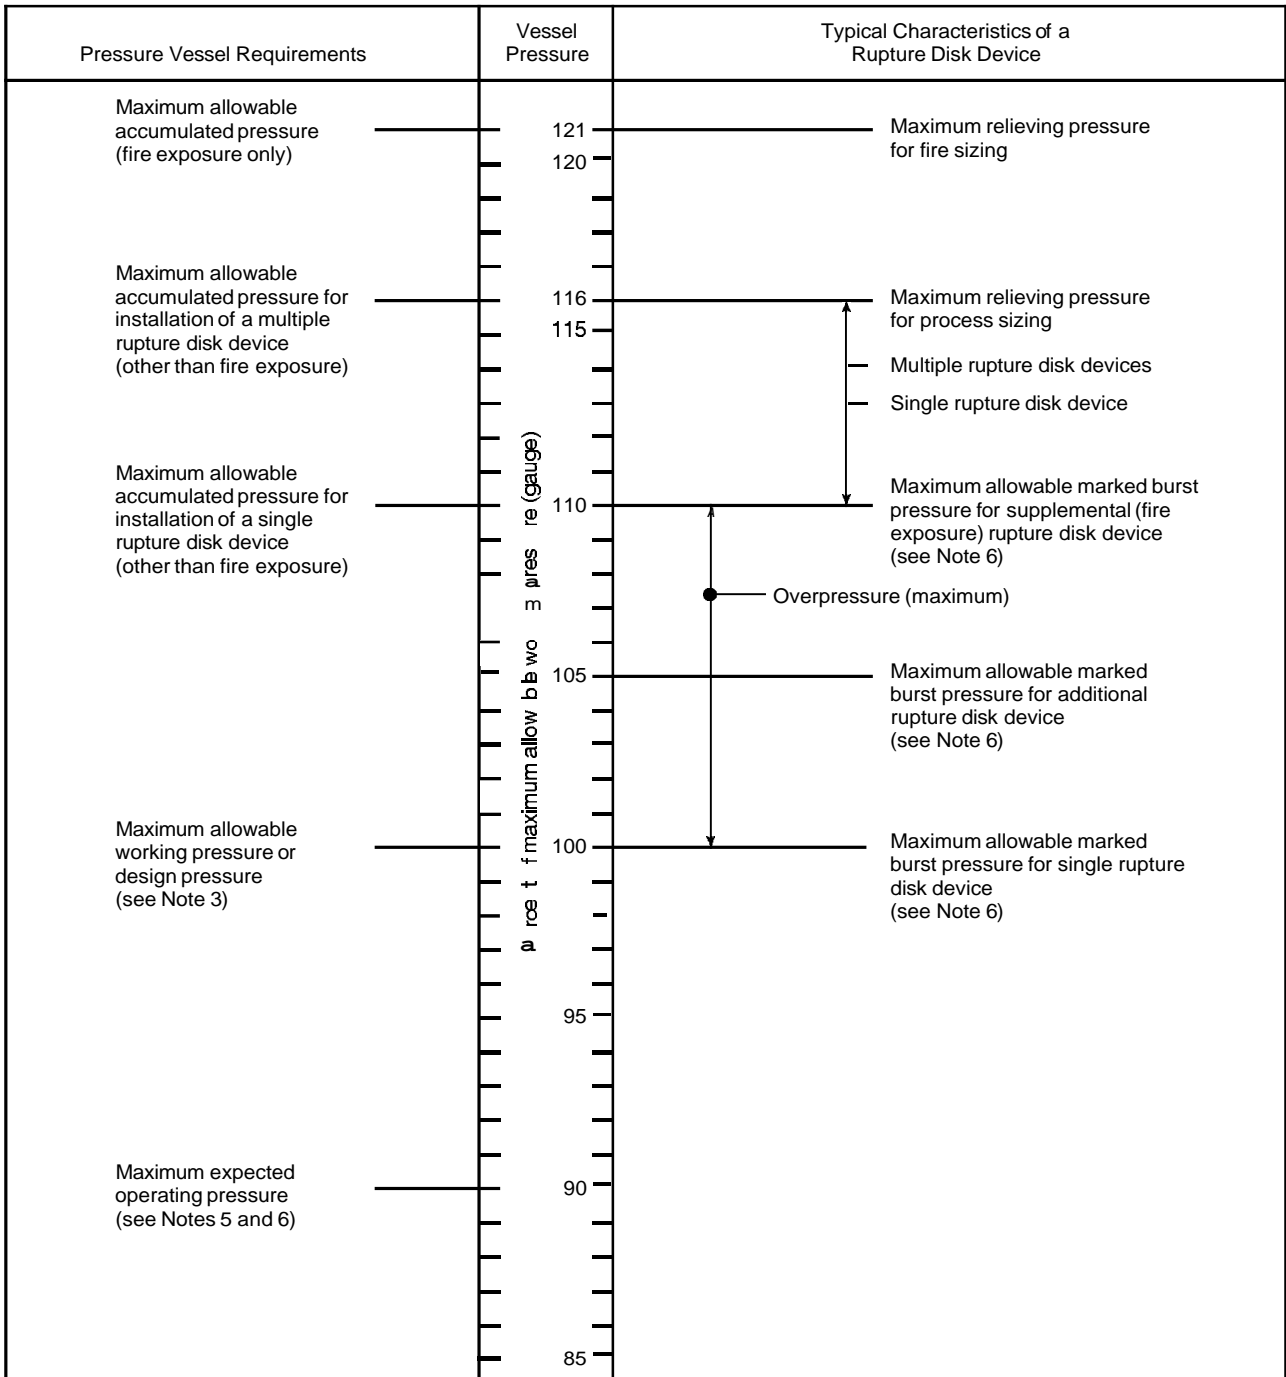 Pressure Vessel Requirements
Vessel
Pressure
Typical Characteristics of a
Rupture Disk Device
Maximum allowable
accumulated pressure
(fire exposure only)
121
120
Maximum relieving pressure
for fire sizing
Maximum allowable
accumulated pressure for
installation of a multiple
rupture disk device
(other than fire exposure)
116
115
Maximum relieving pressure
for process sizing
Multiple rupture disk devices
Single rupture disk device
Maximum allowable
accumulated pressure for
installation of a single
rupture disk device
(other than fire exposure)
110
Maximum allowable marked burst
pressure for supplemental (fire
exposure) rupture disk device
(see Note 6)
Overpressure (maximum)
maximum allow (gauge)
105
Maximum allowable marked
burst pressure for additional
rupture disk device
(see Note 6)
Maximum allowable
working pressure or
design pressure
(see Note 3)
100
Maximum allowable marked
burst pressure for single rupture
disk device
(see Note 6)
95
Maximum expected
operating pressure
(see Notes 5 and 6)
90
85